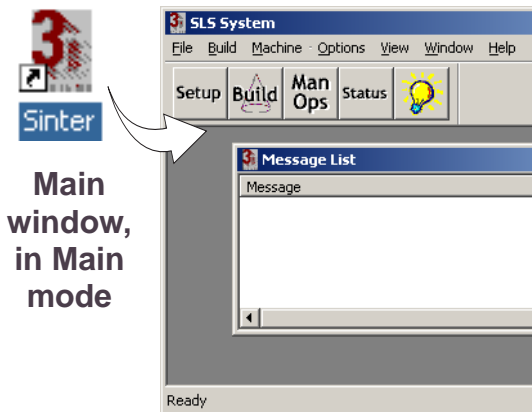 Sinter
Main
window,
in Main
mode
SLS System
File Build Machine Options View Window Help
Setup Build Man Ops Status
Message List
Message
Ready